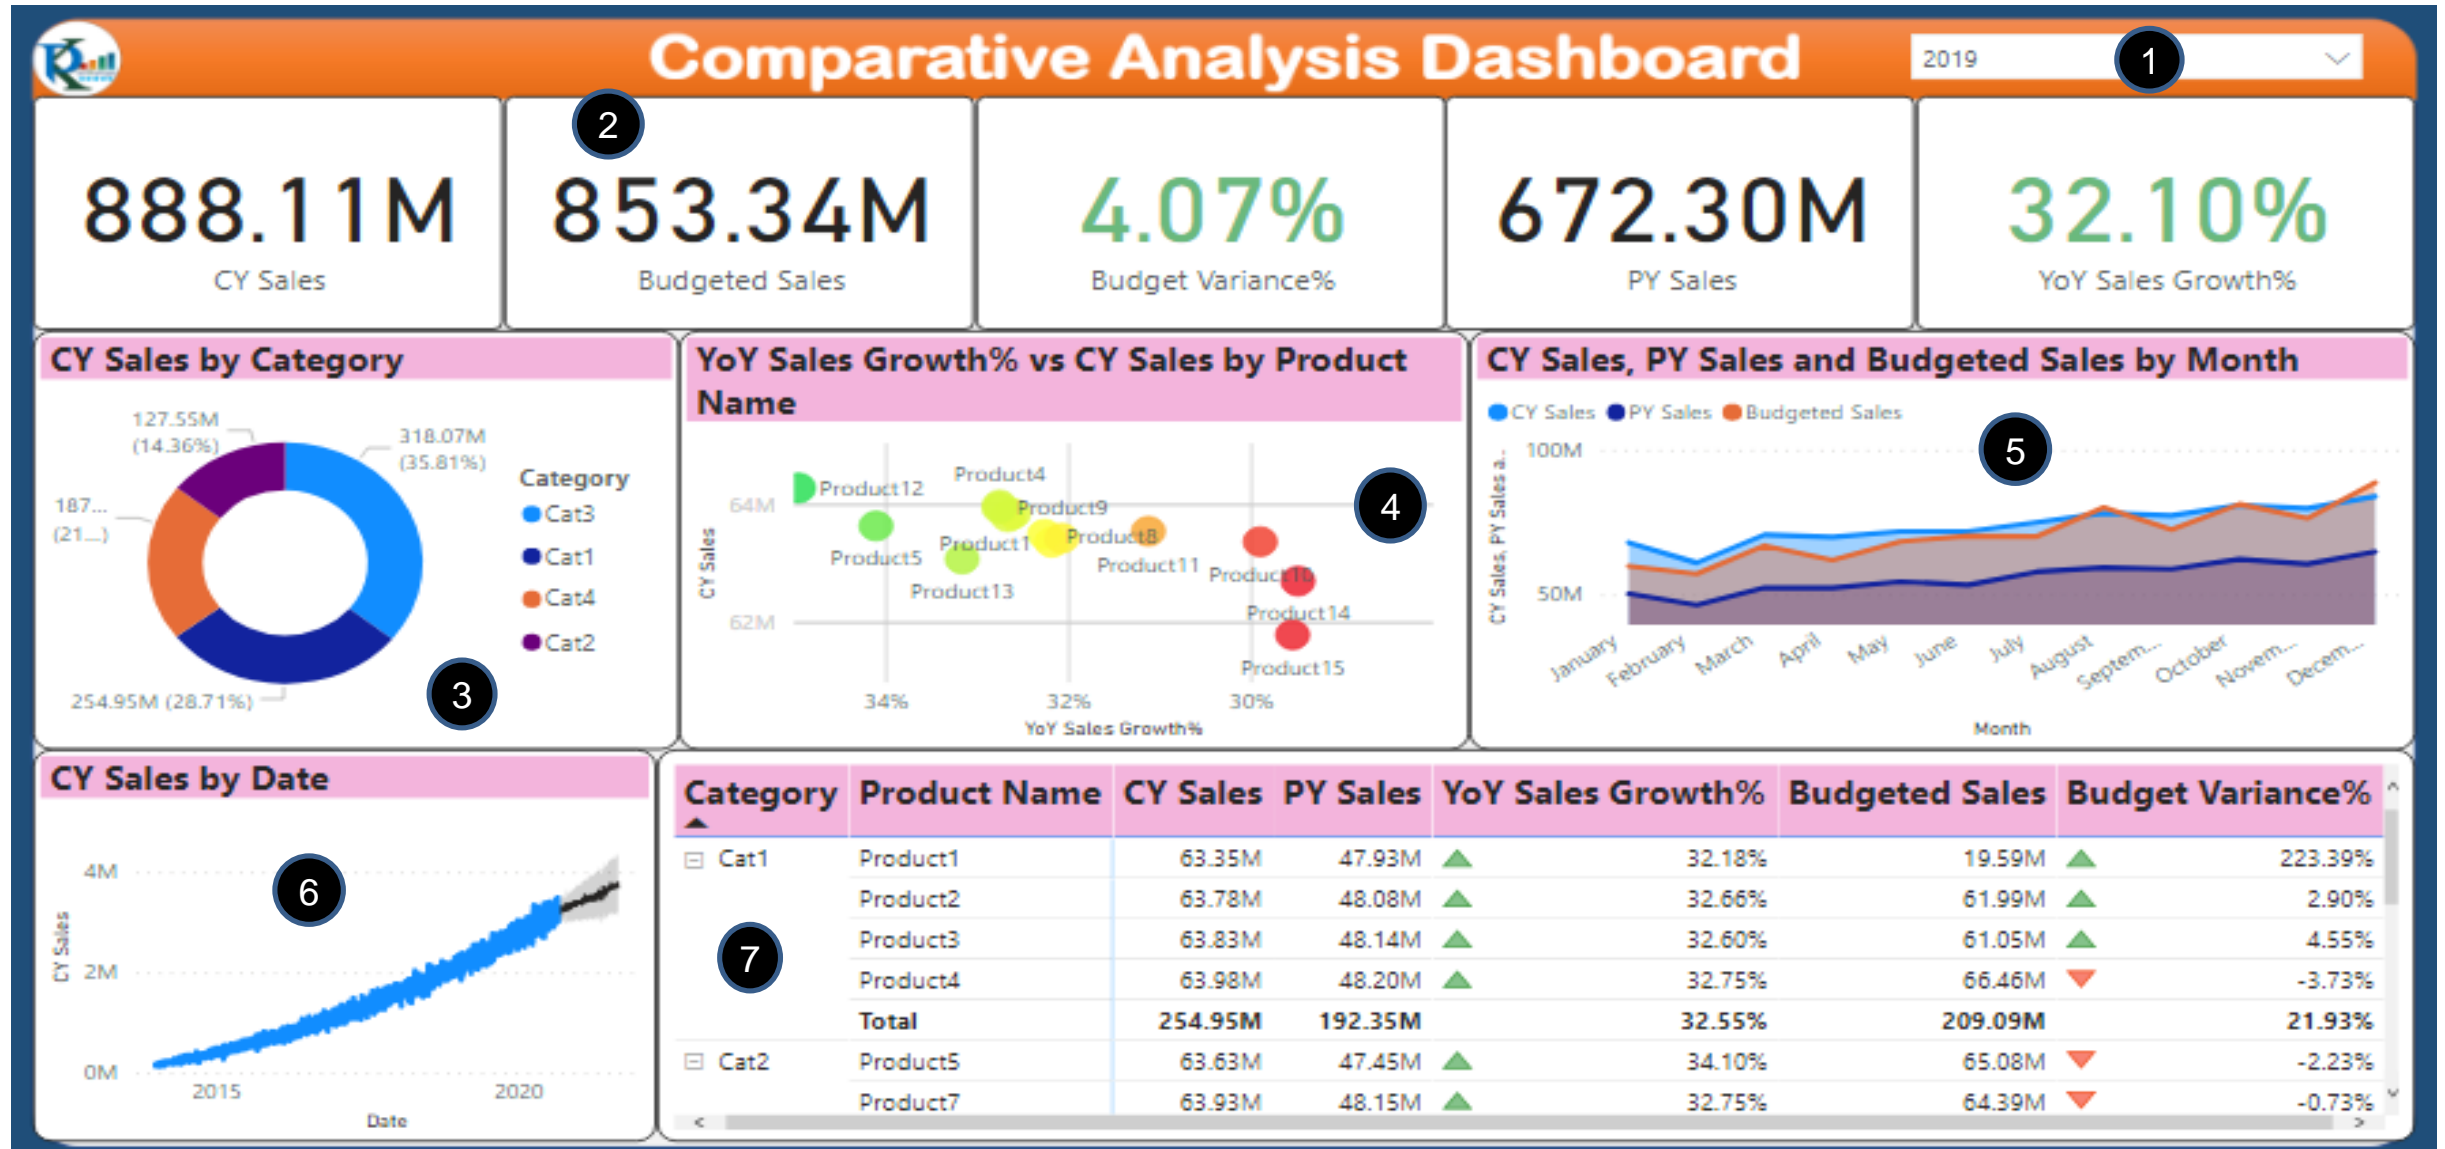 Comparative Analysis Dashboard
2019
1
2
888.11M
CY Sales
853.34M
Budgeted Sales
4.07%
Budget Variance%
672.30M
PY Sales
32.10%
YoY Sales Growth%
CY Sales by Category
127.55M
(14.36%)
318.07M
(35.81%)
187...
(21...)
254.95M (28.71%)
Category
Cat3
Cat1
Cat4
Cat2
3
YoY Sales Growth% vs CY Sales by Product
Name
CY Sales
64M
62M
Product12
Product4
Product9
Product5
Product1
Product8
Product13
Product11
Product10
Product14
Product15
34%
32%
30%
YoY Sales Growth%
4
CY Sales, PY Sales and Budgeted Sales by Month
CY Sales
PY Sales
Budgeted Sales
CY Sales, PY Sales a..
100M
50M
January
February
March
April
May
June
July
August
Septem...
October
Novem...
Decem...
Month
5
CY Sales by Date
CY Sales
4M
2M
0M
2015
2020
Date
6
Category Product Name CY Sales PY Sales YoY Sales Growth% Budgeted Sales Budget Variance%
Cat1 Product1 63.35M 47.93M 32.18% 19.59M 223.39%
Product2 63.78M 48.08M 32.66% 61.99M 2.90%
Product3 63.83M 48.14M 32.60% 61.05M 4.55%
Product4 63.98M 48.20M 32.75% 66.46M -3.73%
Total 254.95M 192.35M 32.55% 209.09M 21.93%
Cat2 Product5 63.63M 47.45M 34.10% 65.08M -2.23%
Product7 63.93M 48.15M 32.75% 64.39M -0.73%
7